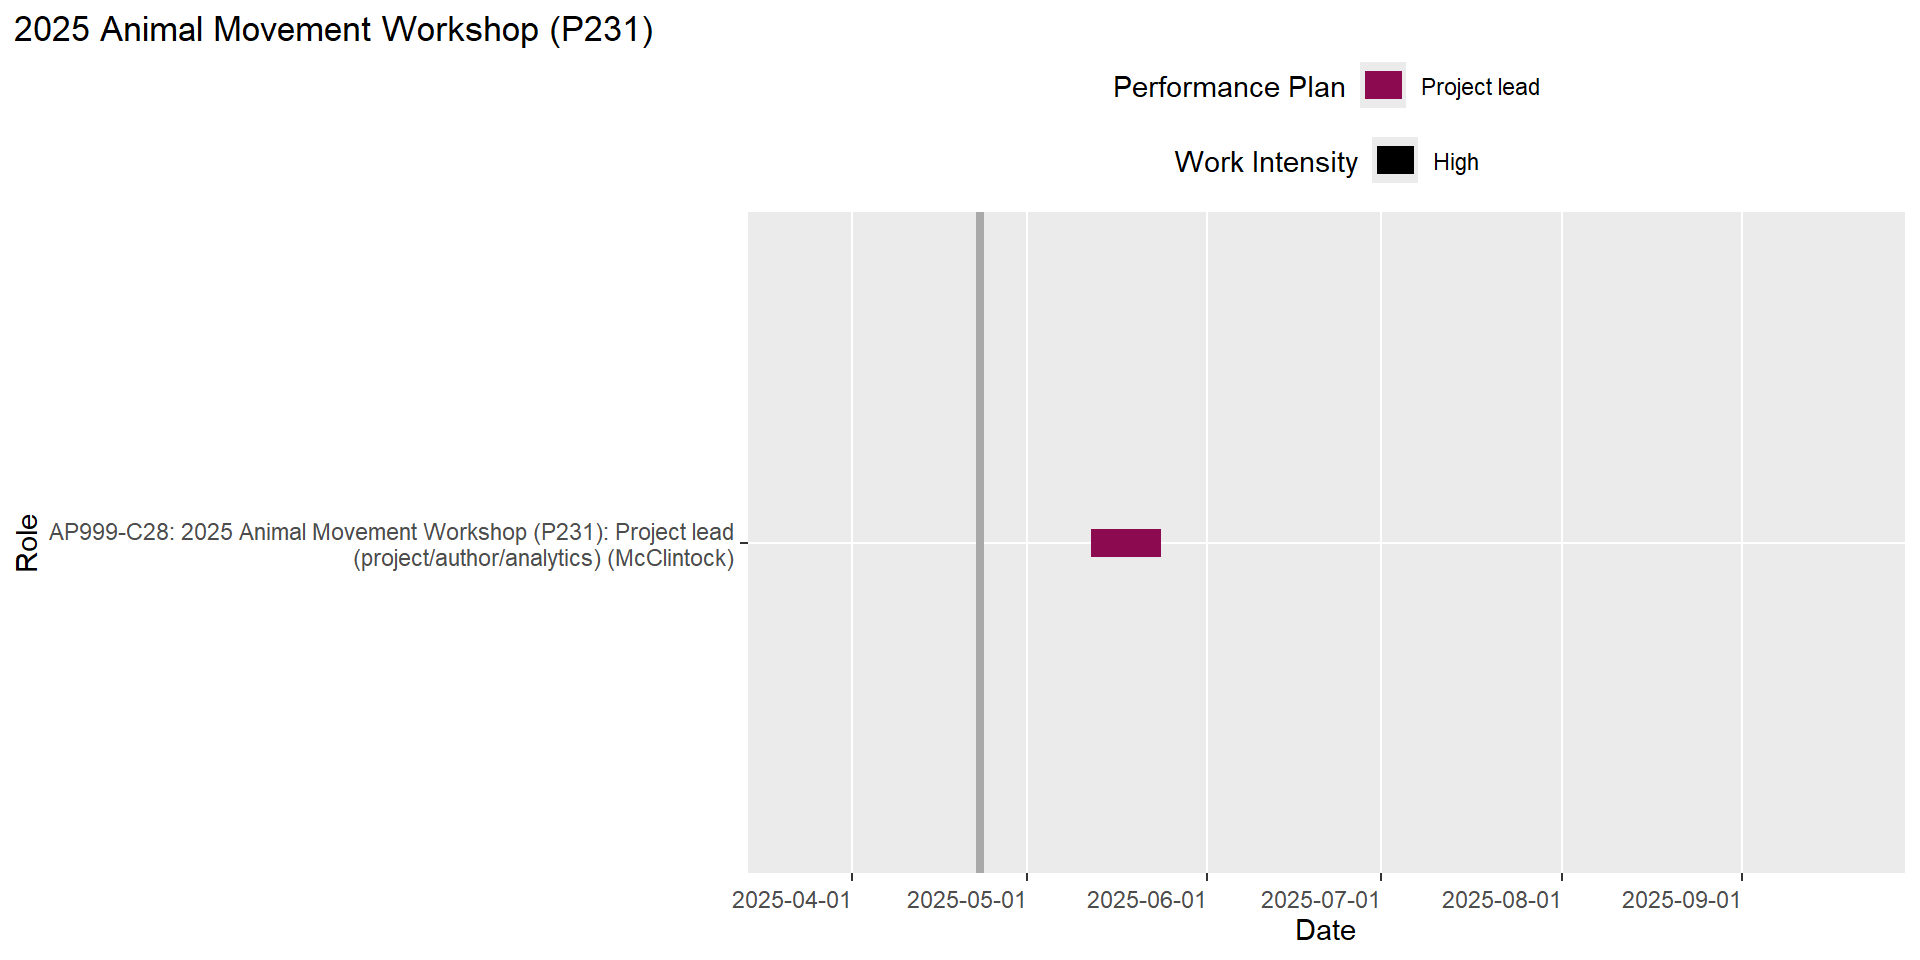 2025 Animal Movement Workshop (P231)
Performance Plan Project lead
Work Intensity High
Role
AP999-C28: 2025 Animal Movement Workshop (P231): Project lead
(project/author/analytics) (McClintock)
2025-04-01 2025-05-01 2025-06-01 2025-07-01 2025-08-01 2025-09-01
Date